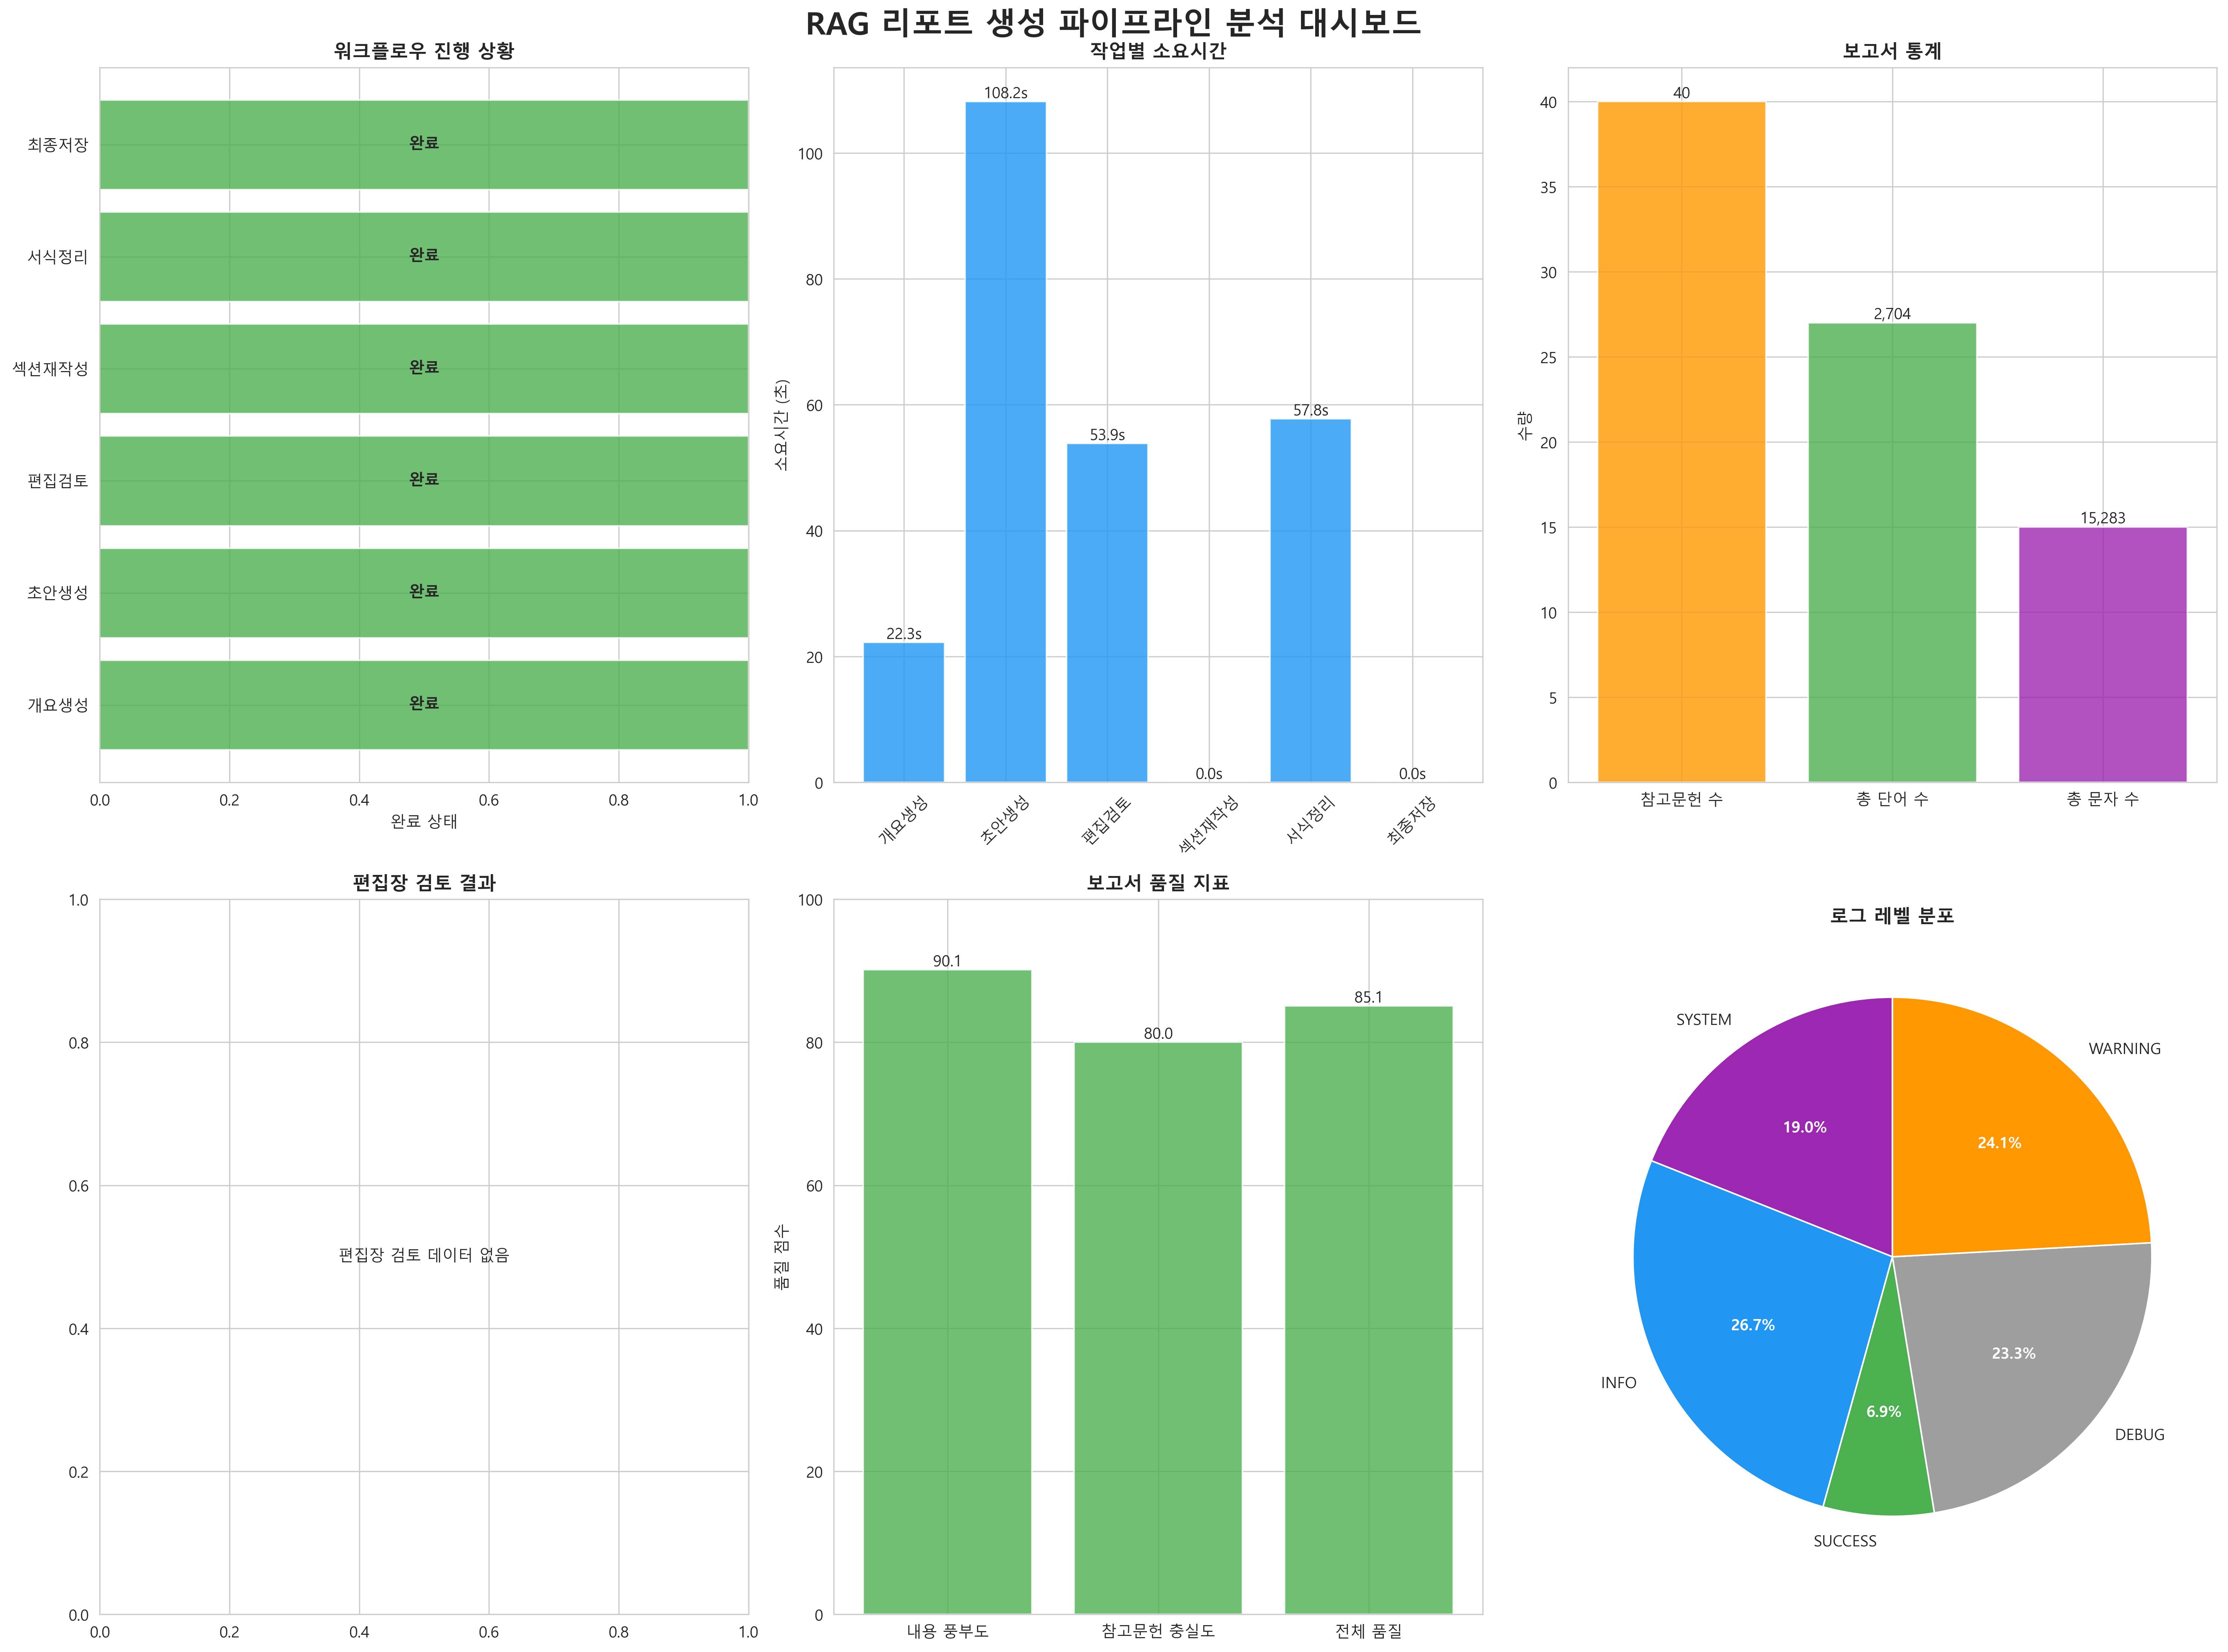 RAG 리포트 생성 파이프라인 분석 대시보드
워크플로우 진행 상황
최종저장
완료
서식정리
완료
섹션재작성
완료
편집검토
완료
초안생성
완료
개요생성
완료
0.0 0.2 0.4 0.6 0.8 1.0
완료 상태
작업별 소요시간
소요시간 (초)
100
80
60
40
20
0
22.3s
108.2s
53.9s
0.0s
57.8s
0.0s
개요생성 초안생성 편집검토 섹션재작성 서식정리 최종저장
보고서 통계
수량
40
35
30
25
20
15
10
5
0
40
2,704
15,283
참고문헌 수 총 단어 수 총 문자 수
편집장 검토 결과
1.0
0.8
0.6
0.4
0.2
0.0
편집장 검토 데이터 없음
0.0 0.2 0.4 0.6 0.8 1.0
보고서 품질 지표
품질 점수
100
80
60
40
20
0
90.1
80.0
85.1
내용 풍부도 참고문헌 충실도 전체 품질
로그 레벨 분포
SYSTEM
19.0%
WARNING
24.1%
INFO
26.7%
DEBUG
23.3%
SUCCESS
6.9%